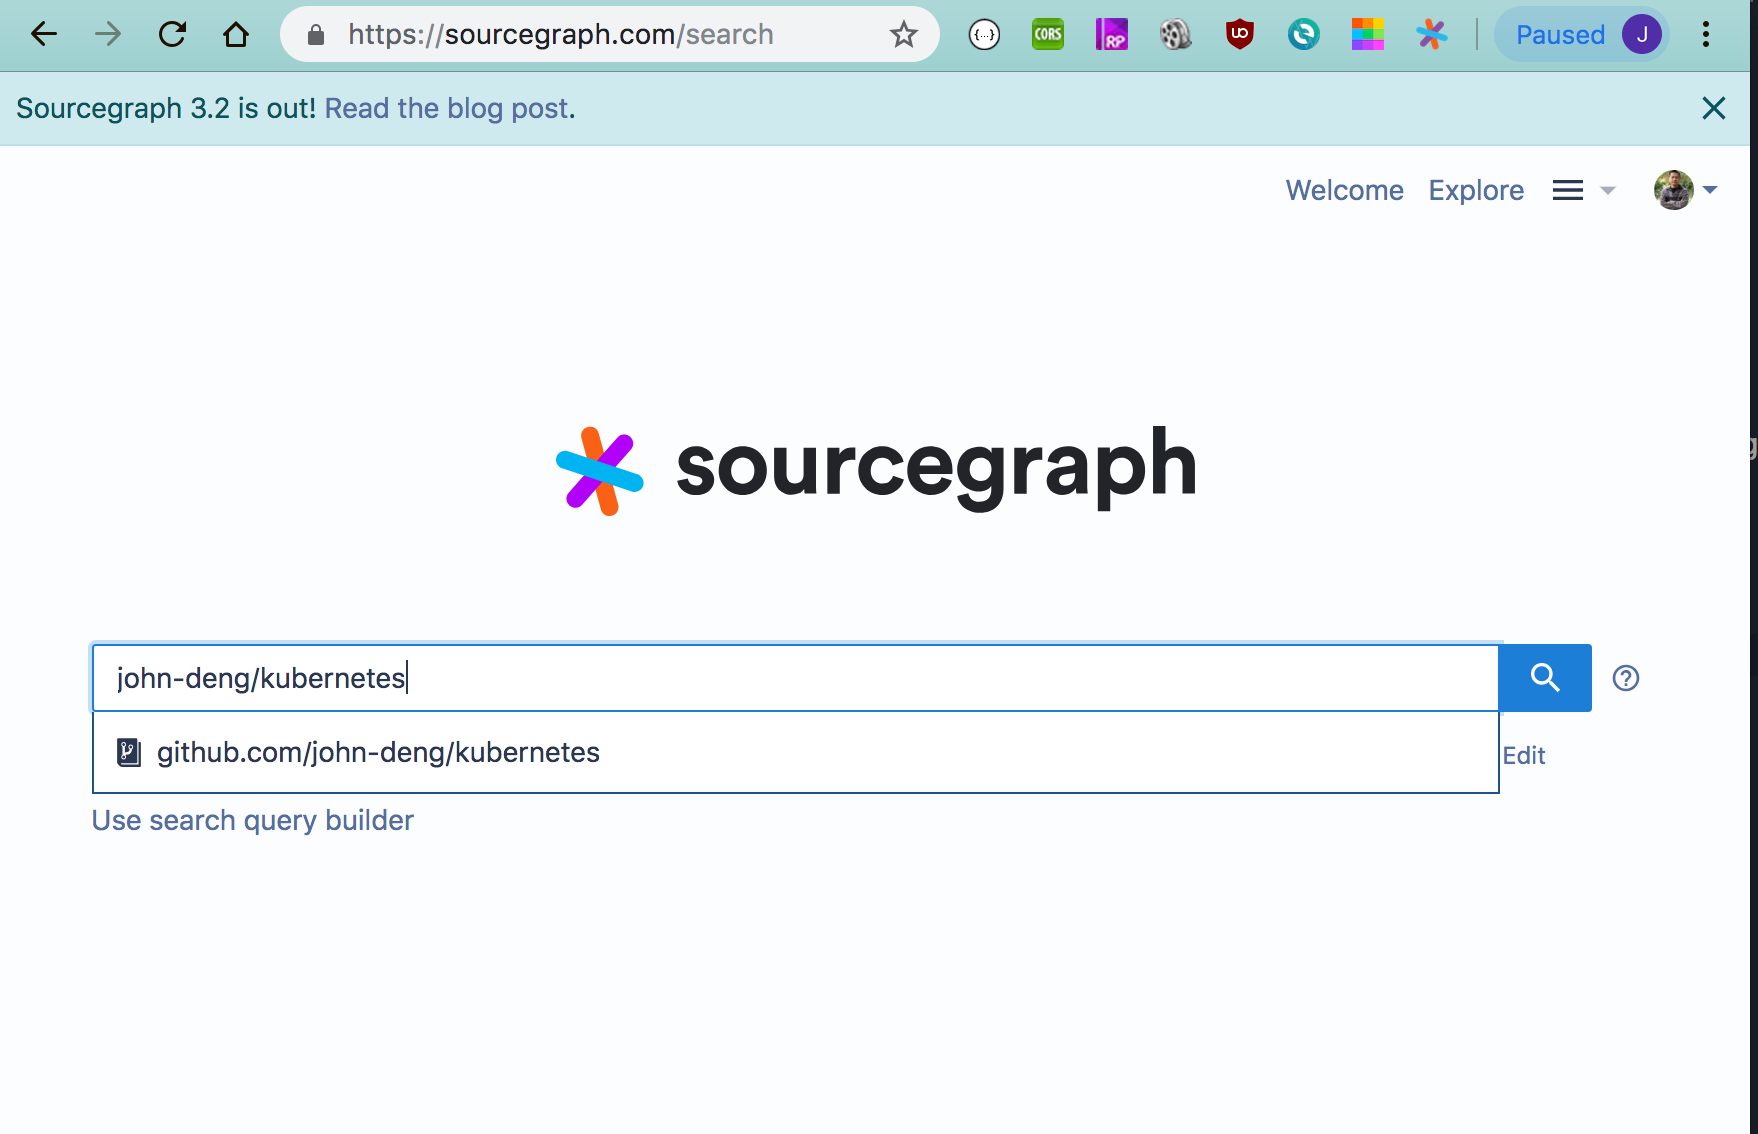 https://sourcegraph.com/search
{...}
CORS
RP
UO
Paused J
Sourcegraph 3.2 is out! Read the blog post.
Welcome Explore
sourcegraph
john-deng/kubernetes
github.com/john-deng/kubernetes
Edit
Use search query builder
g